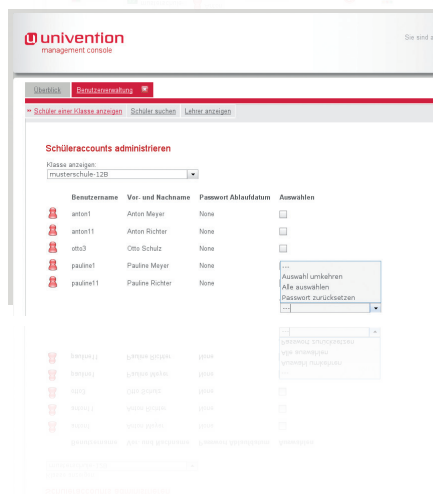 univention
management console
Sie sind a
Überblick Benutzerverwaltung
» Schüler einer Klasse anzeigen Schüler suchen Lehrer anzeigen
Schüleraccounts administrieren
Klasse anzeigen:
musterschule-12B
Benutzername Vor- und Nachname Passwort Ablaufdatum Auswählen
anton1 Anton Meyer None
anton11 Anton Richter None
otto3 Otto Schulz None
pauline1 Pauline Meyer None
pauline11 Pauline Richter None
---
Auswahl umkehren
Alle auswählen
Passwort zurücksetzen
---